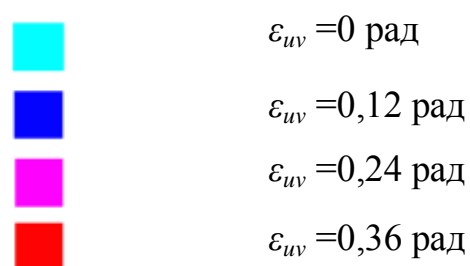 εuv =0 рад
εuv =0,12 рад
εuv =0,24 рад
εuv =0,36 рад